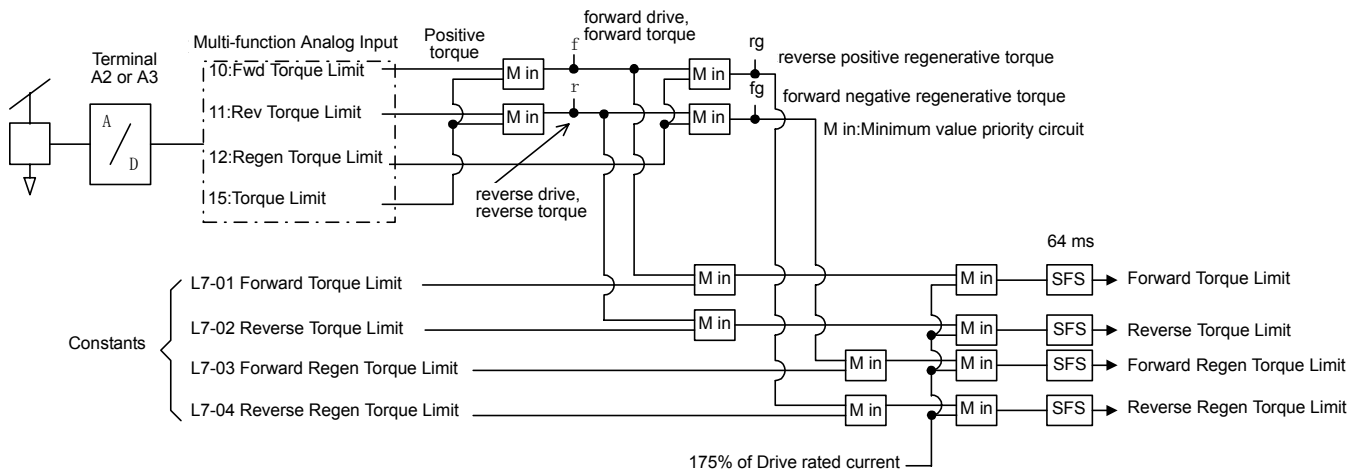 Terminal
A2 or A3
A
D
Multi-function Analog Input
10:Fwd Torque Limit
11:Rev Torque Limit
12:Regen Torque Limit
15:Torque Limit
Positive
torque
M in
M in
f
r
forward drive,
forward torque
reverse drive,
reverse torque
M in
M in
rg
fg
reverse positive regenerative torque
forward negative regenerative torque
M in:Minimum value priority circuit
Constants
L7-01 Forward Torque Limit
L7-02 Reverse Torque Limit
L7-03 Forward Regen Torque Limit
L7-04 Reverse Regen Torque Limit
64 ms
M in
M in
SFS
Forward Torque Limit
M in
M in
SFS
Reverse Torque Limit
M in
M in
SFS
Forward Regen Torque Limit
M in
M in
SFS
Reverse Regen Torque Limit
175% of Drive rated current